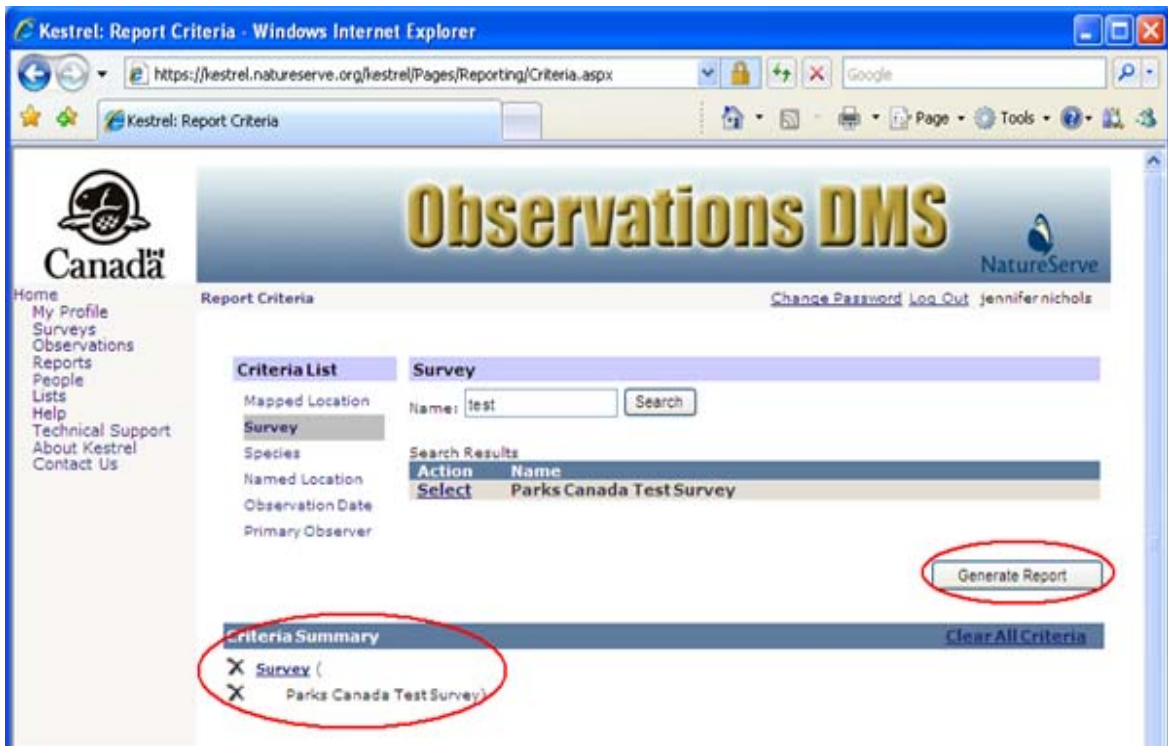 Kestrel: Report Criteria - Windows Internet Explorer
https://kestrel.natureserve.org/kestrel/Pages/Reporting/Criteria.aspx
Google
Kestrel: Report Criteria
Page
Tools
Canada
Observations DMS
NatureServe
Home
My Profile
Surveys
Observations
Reports
People
Lists
Help
Technical Support
About Kestrel
Contact Us
Report Criteria
Change Password Log Out jennifer nichols
Criteria List
Mapped Location
Survey
Species
Named Location
Observation Date
Primary Observer
Survey
Name: test Search
Search Results
Action Name
Select Parks Canada Test Survey
Generate Report
Criteria Summary Clear All Criteria
X Survey (
X Parks Canada Test Survey)